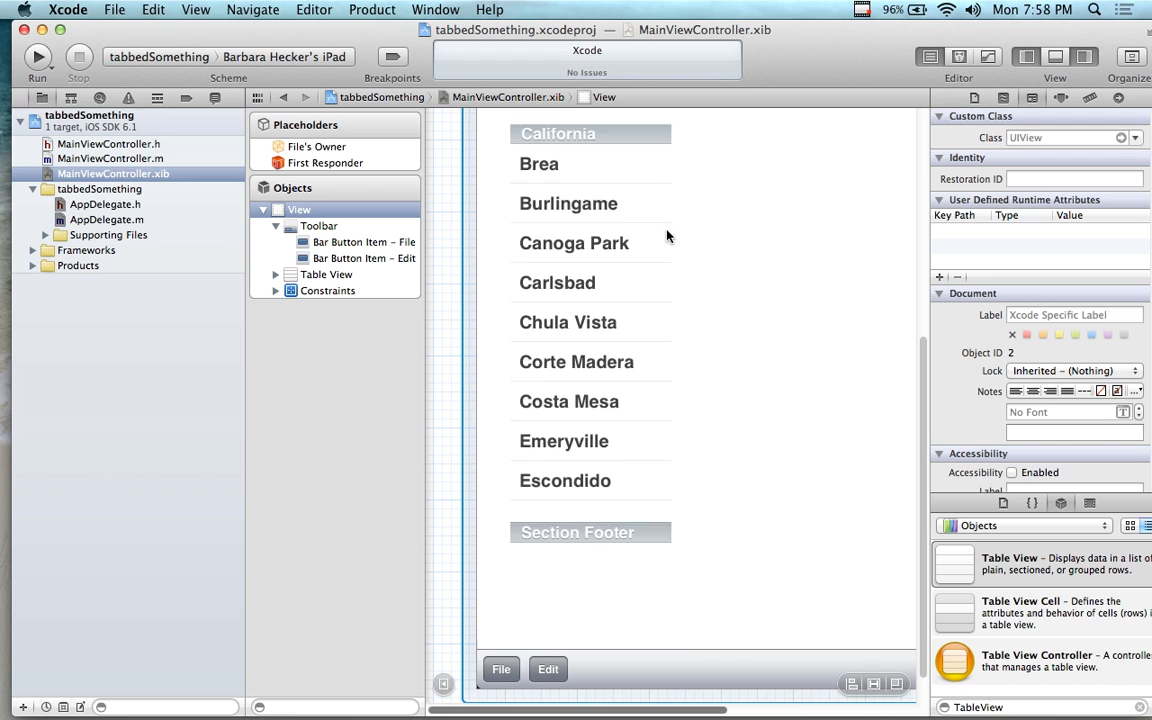 Xcode File Edit View Navigate Editor Product Window Help 96% Mon 7:58 PM
tabbedSomething.xcodeproj — MainViewController.xib
tabbedSomething 〉 Barbara Hecker's iPad
Xcode
No Issues
Run Stop Scheme Breakpoints Editor View Organize
tabbedSomething 〉 MainViewController.xib 〉 View
tabbedSomething
1 target, iOS SDK 6.1
MainViewController.h
MainViewController.m
MainViewController.xib
tabbedSomething
AppDelegate.h
AppDelegate.m
Supporting Files
Frameworks
Products
Placeholders
File's Owner
First Responder
Objects
View
Toolbar
Bar Button Item – File
Bar Button Item – Edit
Table View
Constraints
California
Brea
Burlingame
Canoga Park
Carlsbad
Chula Vista
Corte Madera
Costa Mesa
Emeryville
Escondido
Section Footer
File Edit
Custom Class
Class UIView
Identity
Restoration ID
User Defined Runtime Attributes
Key Path Type Value
Document
Label Xcode Specific Label
Object ID 2
Lock Inherited – (Nothing)
Notes
No Font
Accessibility
Accessibility Enabled
Label
Objects
Table View – Displays data in a list of
plain, sectioned, or grouped rows.
Table View Cell – Defines the
attributes and behavior of cells (rows) i
a table view.
Table View Controller – A controlle
that manages a table view.
TableView